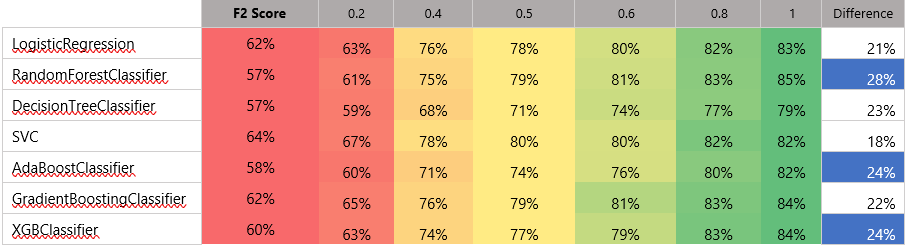 F2 Score 0.2 0.4 0.5 0.6 0.8 1 Difference
LogisticRegression 62% 63% 76% 78% 80% 82% 83% 21%
RandomForestClassifier 57% 61% 75% 79% 81% 83% 85% 28%
DecisionTreeClassifier 57% 59% 68% 71% 74% 77% 79% 23%
SVC 64% 67% 78% 80% 80% 82% 82% 18%
AdaBoostClassifier 58% 60% 71% 74% 76% 80% 82% 24%
GradientBoostingClassifier 62% 65% 76% 79% 81% 83% 84% 22%
XGBClassifier 60% 63% 74% 77% 79% 83% 84% 24%